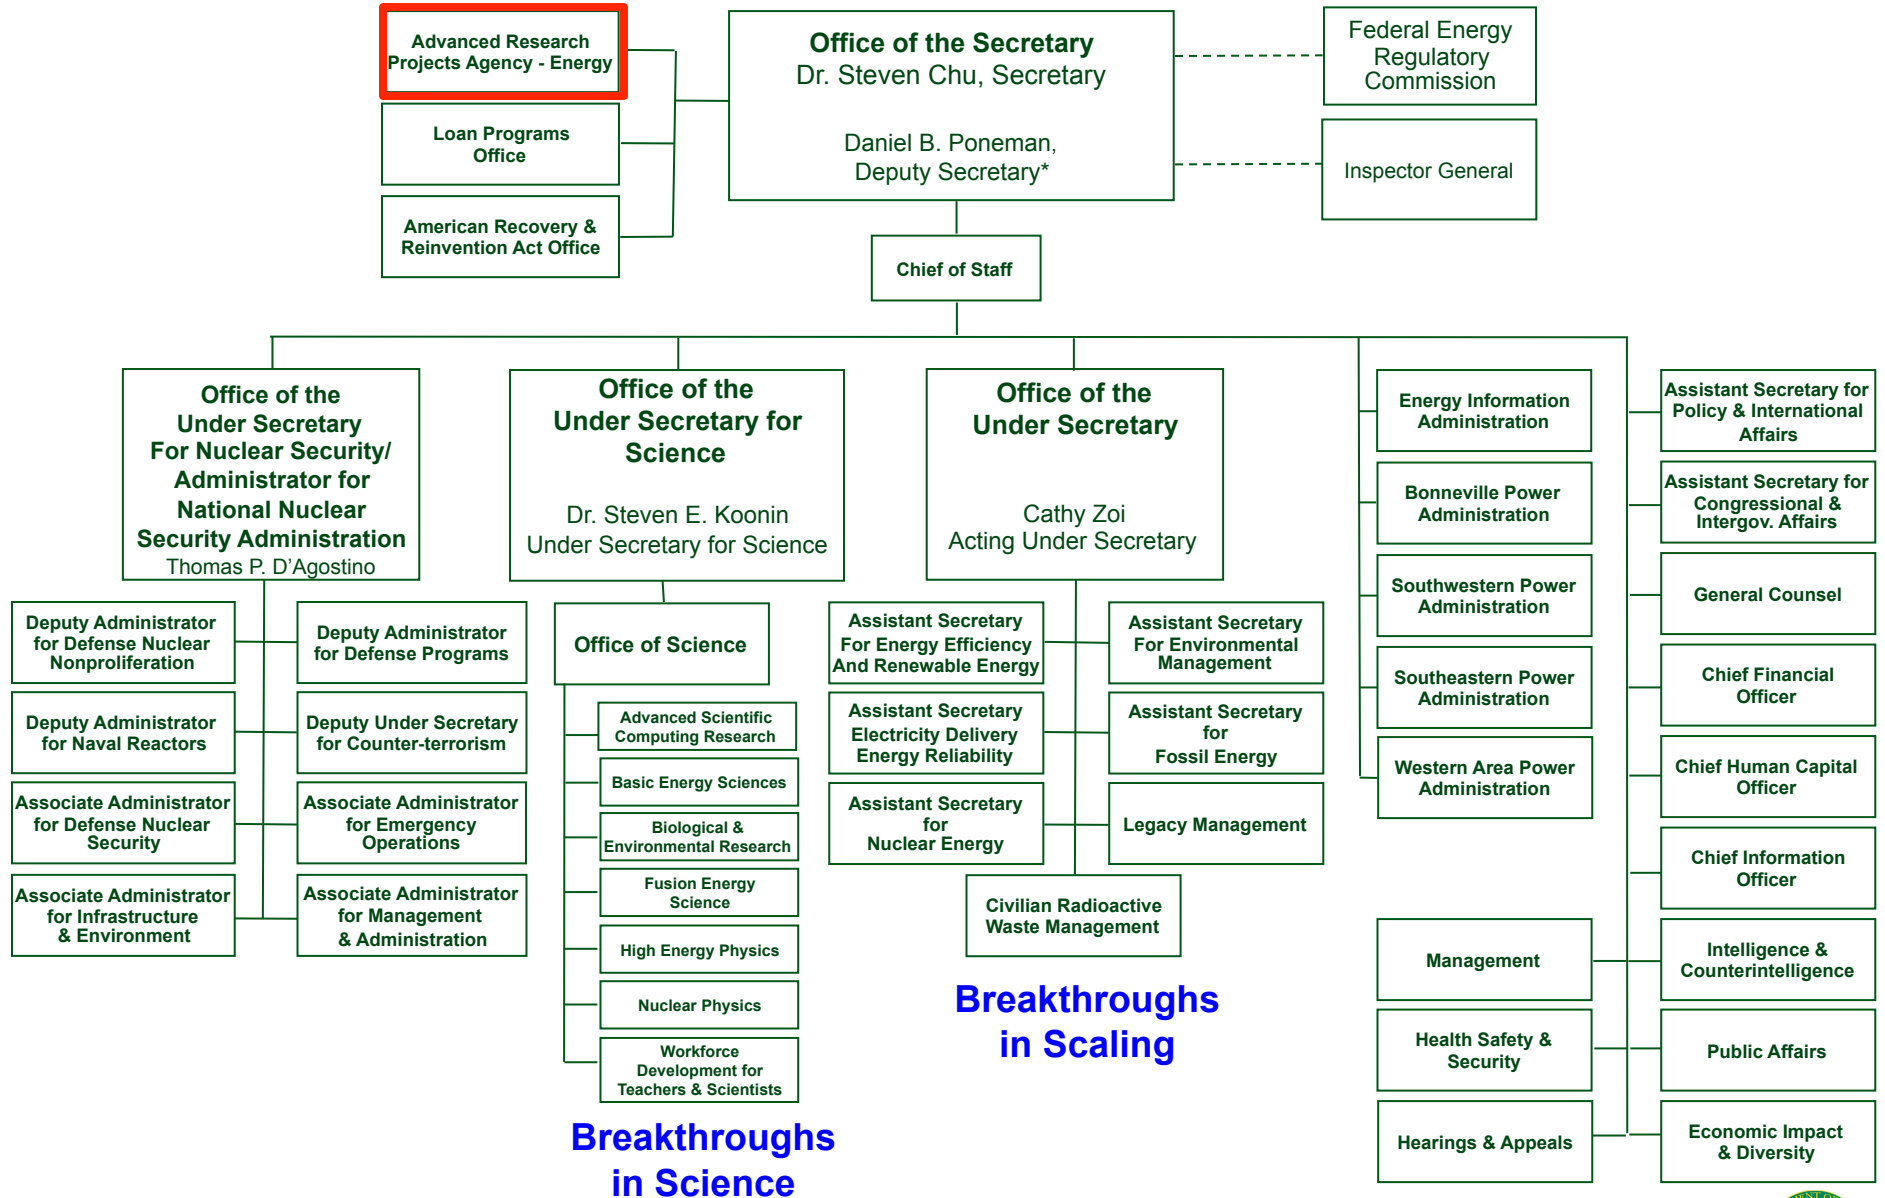 Advanced Research
Projects Agency - Energy
Loan Programs
Office
American Recovery &
Reinvention Act Office
Office of the Secretary
Dr. Steven Chu, Secretary
Daniel B. Poneman,
Deputy Secretary*
Federal Energy
Regulatory
Commission
Inspector General
Chief of Staff
Office of the
Under Secretary
For Nuclear Security/
Administrator for
National Nuclear
Security Administration
Thomas P. D'Agostino
Deputy Administrator
for Defense Nuclear
Nonproliferation
Deputy Administrator
for Defense Programs
Deputy Administrator
for Naval Reactors
Deputy Under Secretary
for Counter-terrorism
Associate Administrator
for Defense Nuclear
Security
Associate Administrator
for Emergency
Operations
Associate Administrator
for Infrastructure
& Environment
Associate Administrator
for Management
& Administration
Office of the
Under Secretary for
Science
Dr. Steven E. Koonin
Under Secretary for Science
Office of Science
Advanced Scientific
Computing Research
Basic Energy Sciences
Biological &
Environmental Research
Fusion Energy
Science
High Energy Physics
Nuclear Physics
Workforce
Development for
Teachers & Scientists
Breakthroughs
in Science
Office of the
Under Secretary
Cathy Zoi
Acting Under Secretary
Assistant Secretary
For Energy Efficiency
And Renewable Energy
Assistant Secretary
For Environmental
Management
Assistant Secretary
Electricity Delivery
Energy Reliability
Assistant Secretary
for
Fossil Energy
Assistant Secretary
for
Nuclear Energy
Legacy Management
Civilian Radioactive
Waste Management
Breakthroughs
in Scaling
Energy Information
Administration
Bonneville Power
Administration
Southwestern Power
Administration
Southeastern Power
Administration
Western Area Power
Administration
Management
Health Safety &
Security
Hearings & Appeals
Assistant Secretary for
Policy & International
Affairs
Assistant Secretary for
Congressional &
Intergov. Affairs
General Counsel
Chief Financial
Officer
Chief Human Capital
Officer
Chief Information
Officer
Intelligence &
Counterintelligence
Public Affairs
Economic Impact
& Diversity